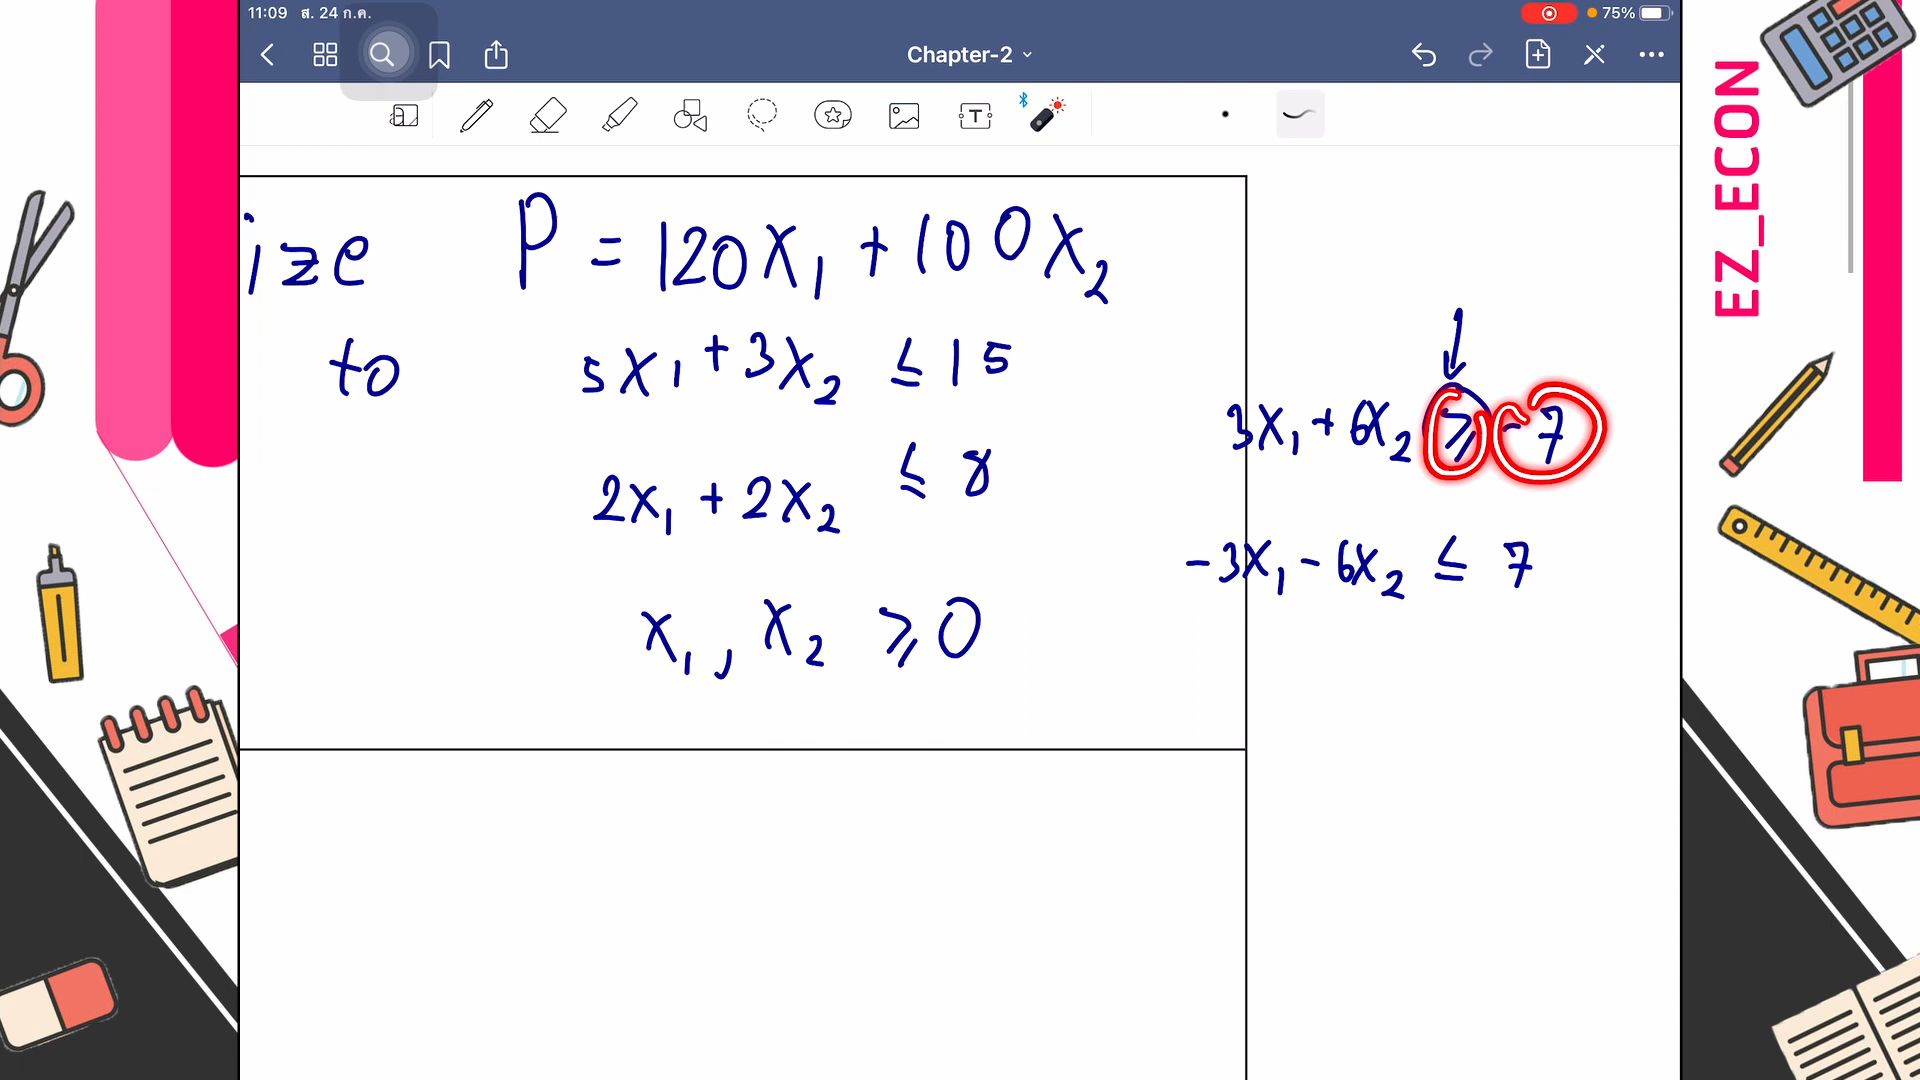 11:09 ส. 24 ก.ค.
75%
Chapter-2
ize P = 120x₁ + 100x₂
to 5x₁ + 3x₂ ≤ 15
2x₁ + 2x₂ ≤ 8
x₁, x₂ ≥ 0
3x₁ + 6x₂ ≥ -7
-3x₁ - 6x₂ ≤ 7
EZ_ECON